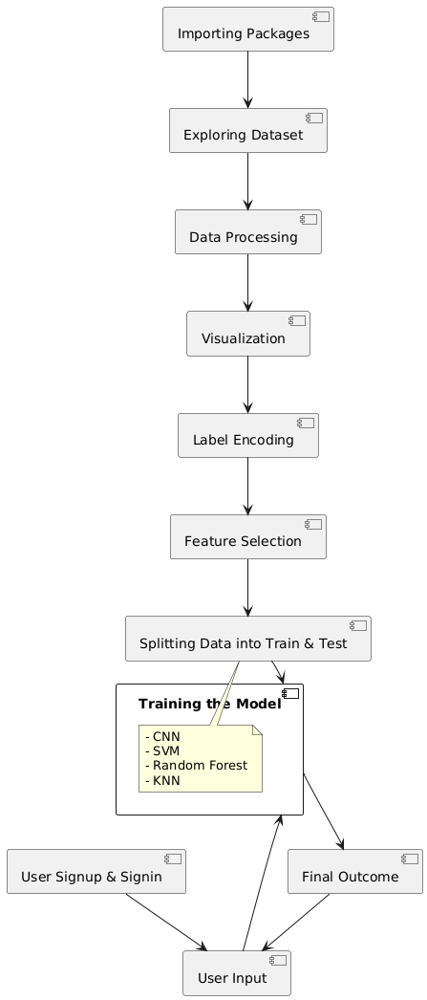 Importing Packages
Exploring Dataset
Data Processing
Visualization
Label Encoding
Feature Selection
Splitting Data into Train & Test
Training the Model
- CNN
- SVM
- Random Forest
- KNN
User Signup & Signin
Final Outcome
User Input